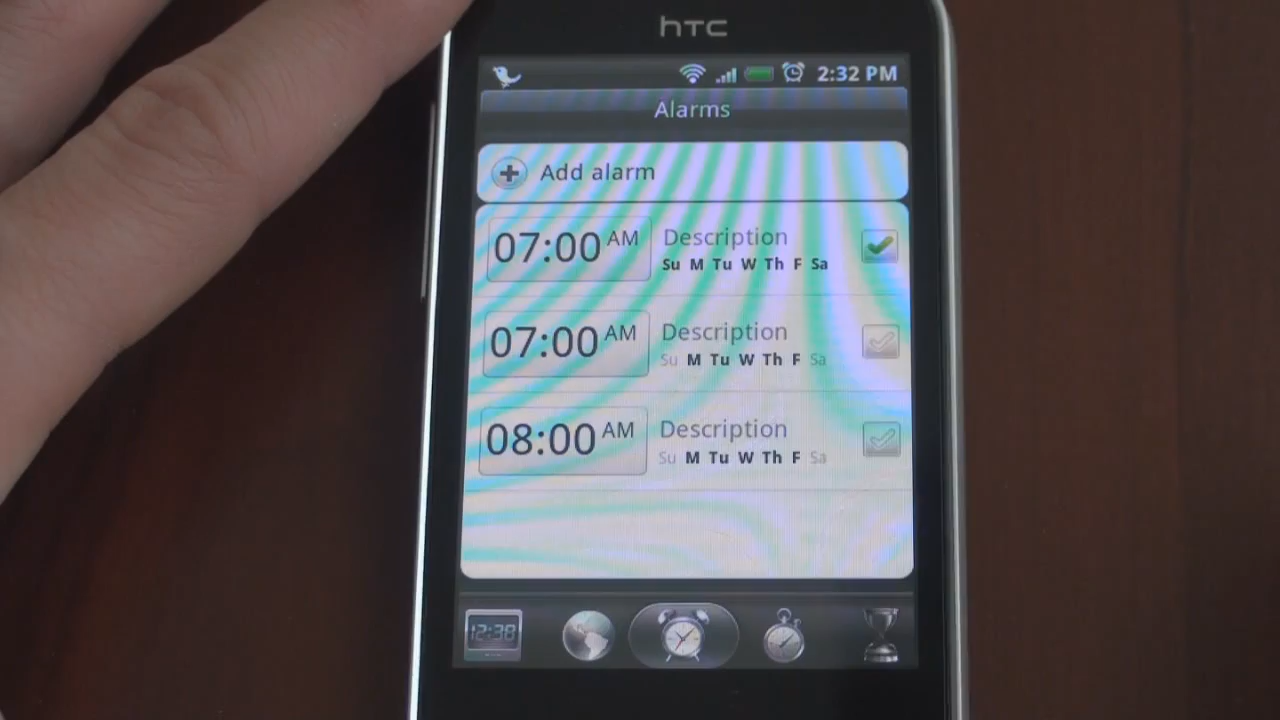 hTC
2:32 PM
Alarms
Add alarm
07:00 AM
Description
Su M Tu W Th F Sa
07:00 AM
Description
Su M Tu W Th F Sa
08:00 AM
Description
Su M Tu W Th F Sa
12:38